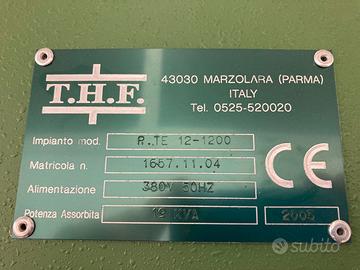 T.H.F.
43030 MARZOLARA (PARMA)
ITALY
Tel. 0525-520020
Impianto mod. R.TE 12-1200
Matricola n. 1667.11.04
Alimentazione 380V 50HZ
Potenza Assorbita 19 KVA 2005
CE
subito